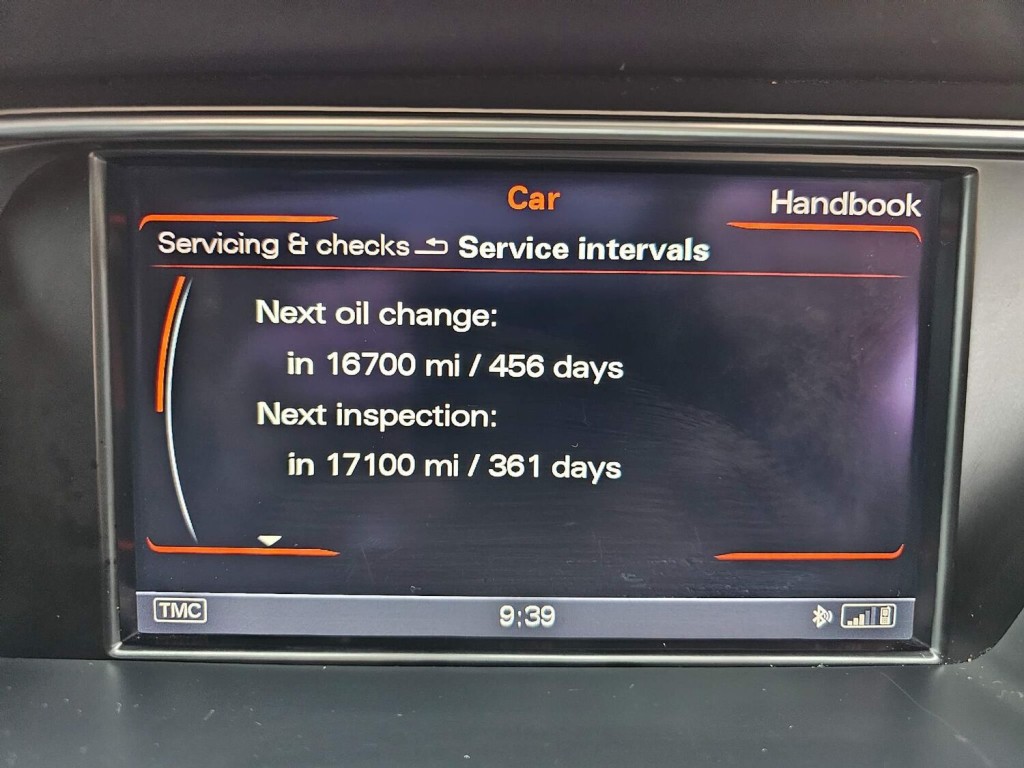 Car
Handbook
Servicing & checks Service intervals
Next oil change:
in 16700 mi / 456 days
Next inspection:
in 17100 mi / 361 days
TMC
9:39